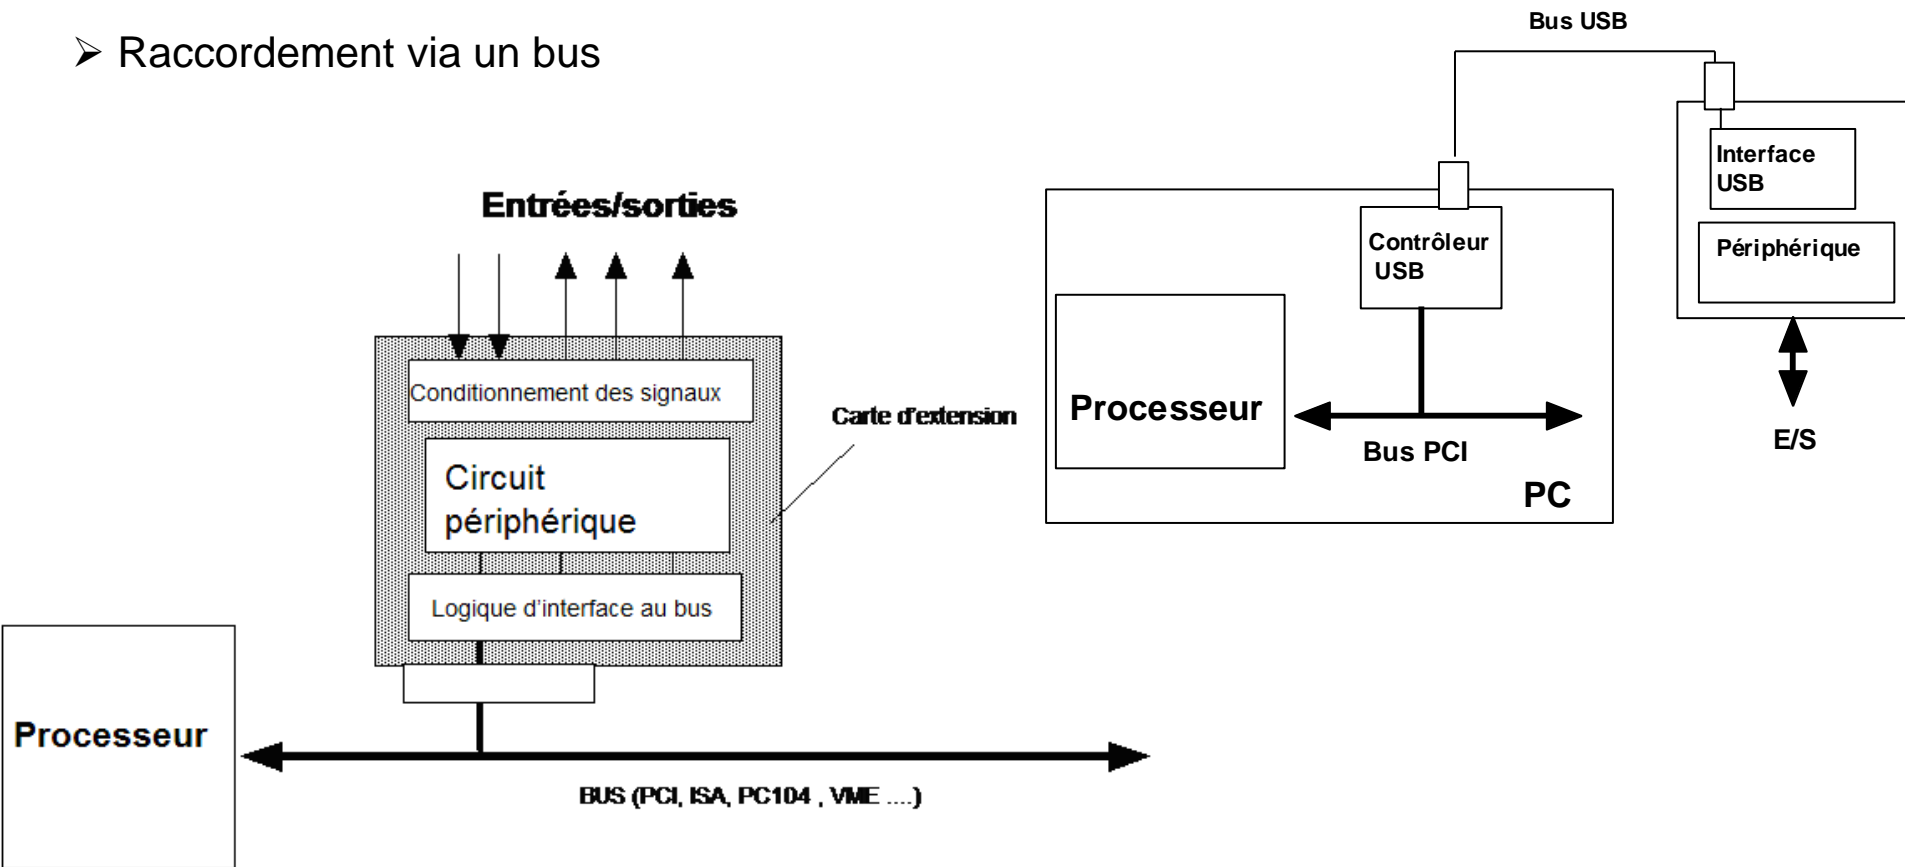 ➢ Raccordement via un bus
Bus USB
Interface
USB
Périphérique
E/S
Contrôleur
USB
Processeur
Bus PCI
PC
Entrées/sorties
Conditionnement des signaux
Circuit
périphérique
Logique d'interface au bus
Carte d'extension
Processeur
BUS (PCI, ISA, PC104 , VME ....)